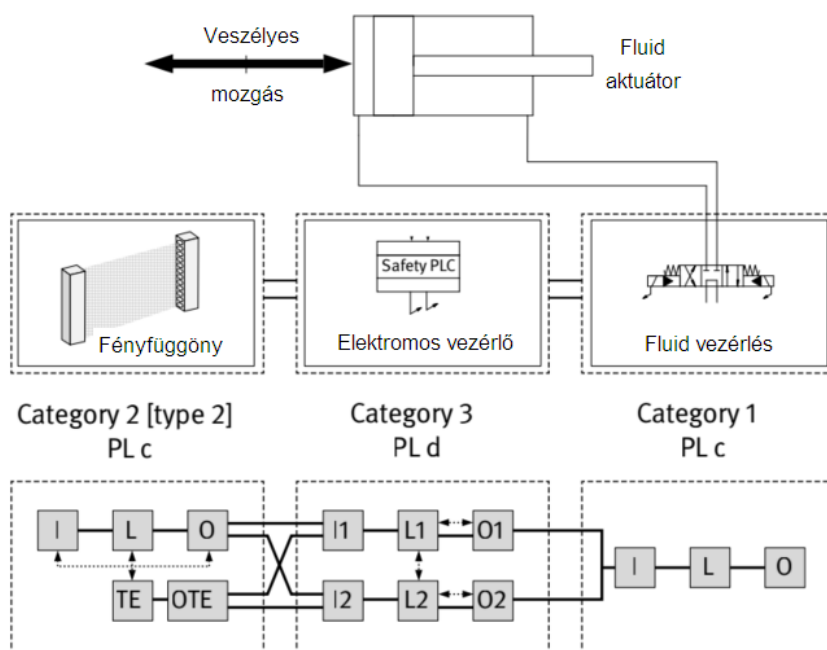 Veszélyes
mozgás
Fluid
aktuátor
Fényfüggöny
Safety PLC
Elektromos vezérlő
Fluid vezérlés
Category 2 [type 2]
PL c
Category 3
PL d
Category 1
PL c
I L O
TE OTE
I1 L1 O1
I2 L2 O2
I L O